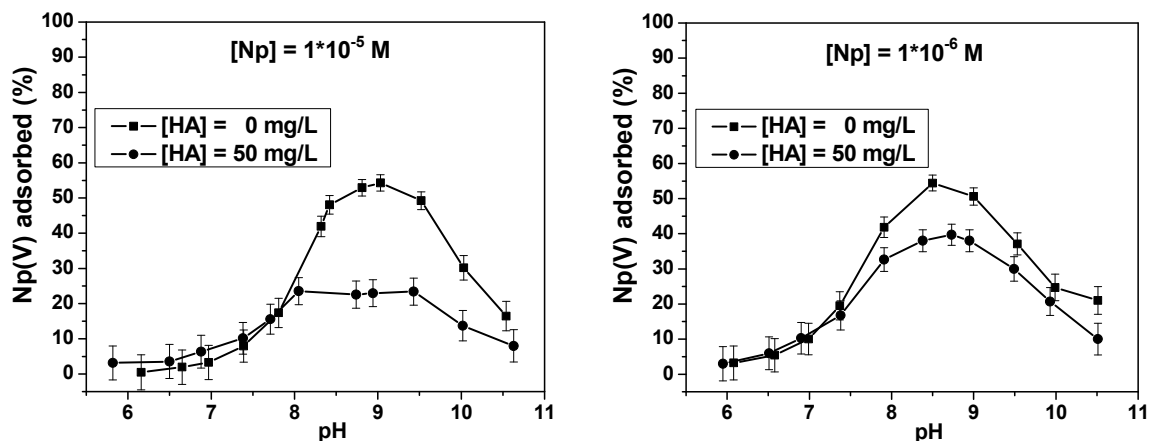 [Np] = 1*10⁻⁵ M
[HA] = 0 mg/L
[HA] = 50 mg/L
Np(V) adsorbed (%)
100
90
80
70
60
50
40
30
20
10
0
6 7 8 9 10 11
pH
[Np] = 1*10⁻⁶ M
[HA] = 0 mg/L
[HA] = 50 mg/L
Np(V) adsorbed (%)
100
90
80
70
60
50
40
30
20
10
0
6 7 8 9 10 11
pH